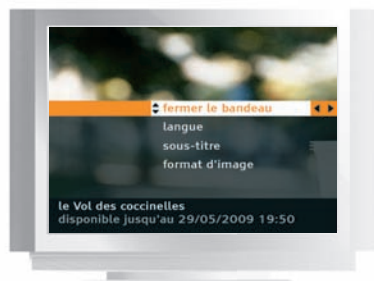 fermer le bandeau
langue
sous-titre
format d'image
le Vol des coccinelles
disponible jusqu'au 29/05/2009 19:50